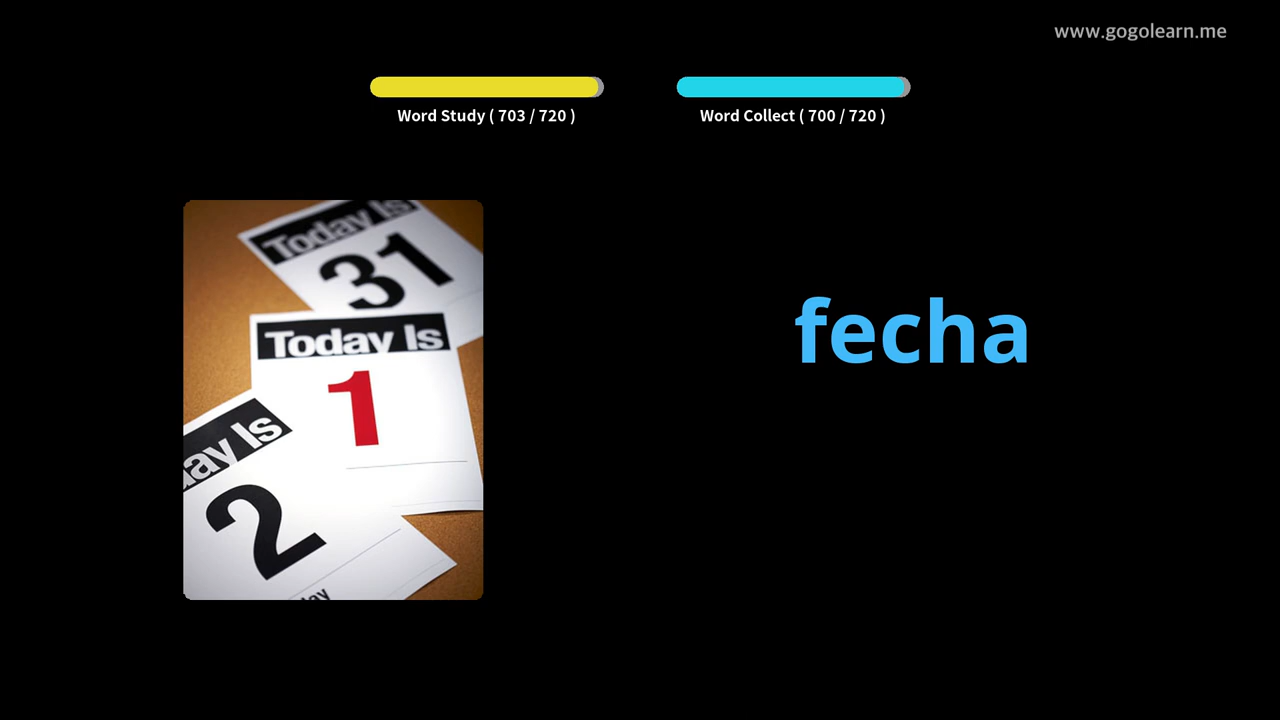 www.gogolearn.me
Word Study ( 703 / 720 )
Word Collect ( 700 / 720 )
Today Is
31
Today Is
1
ay Is
2
fecha